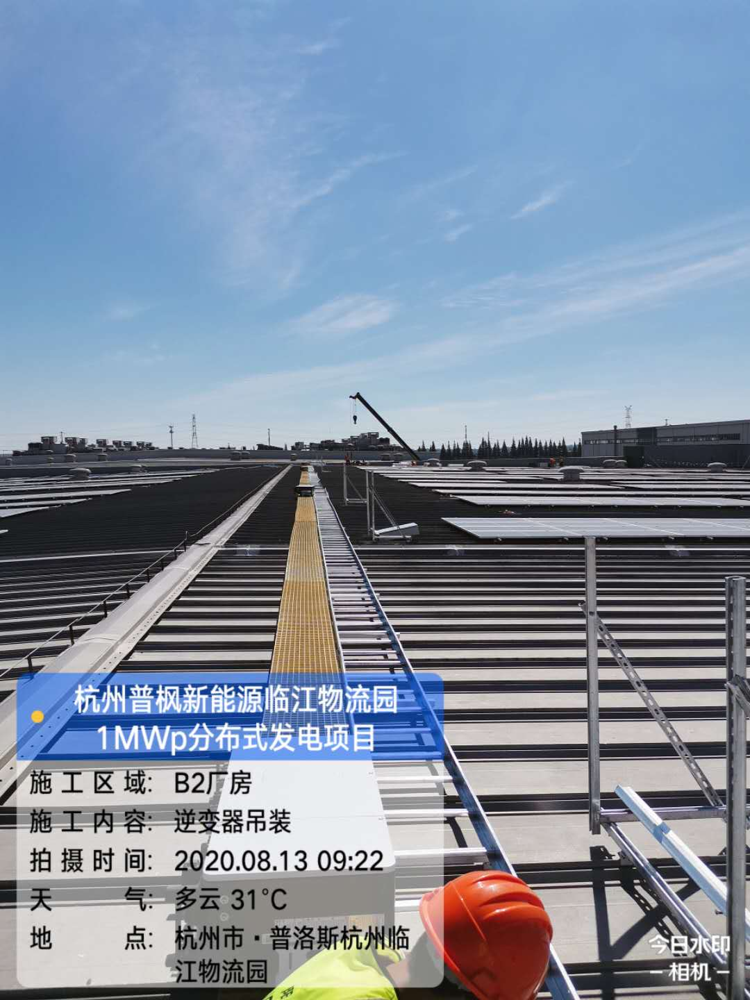 杭州普枫新能源临江物流园
1MWp分布式发电项目
施工区域: B2厂房
施工内容: 逆变器吊装
拍摄时间: 2020.08.13 09:22
天气: 多云 31°C
地点: 杭州市·普洛斯杭州临
江物流园
今日水印
相机